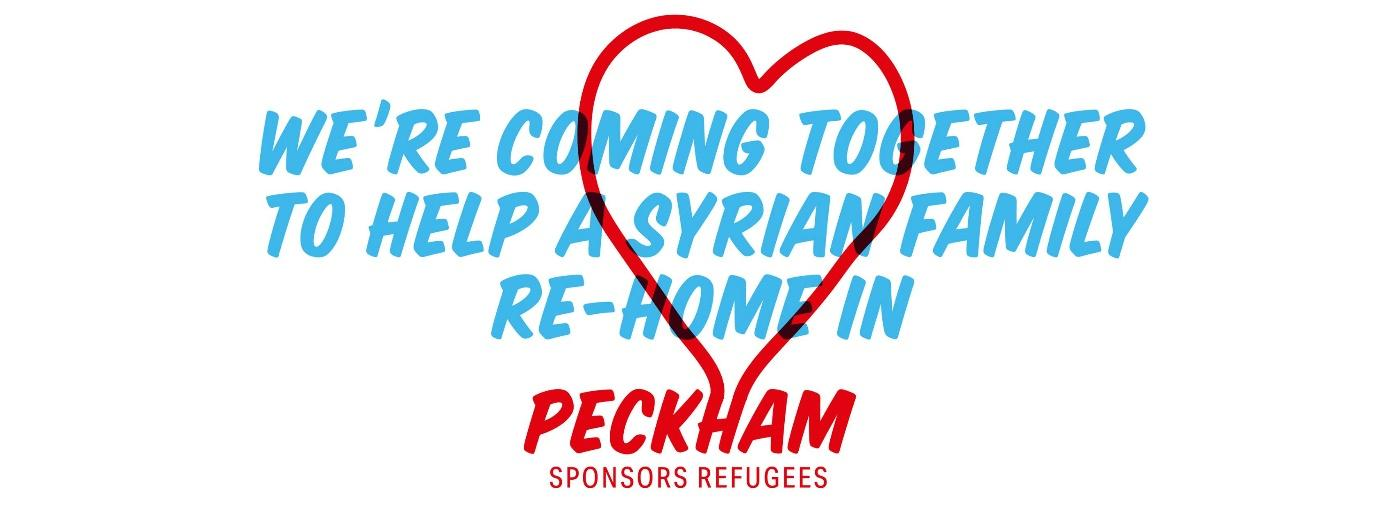 WE'RE COMING TOGETHER
TO HELP A SYRIAN FAMILY
RE-HOME IN
PECKHAM
SPONSORS REFUGEES